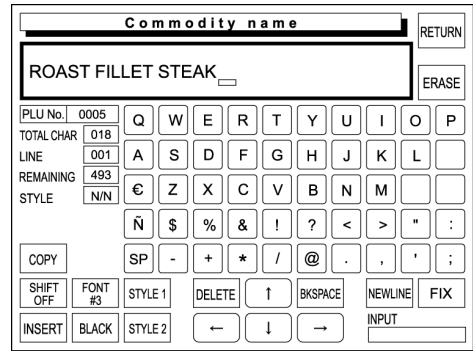 Commodity name
RETURN
ROAST FILLET STEAK
ERASE
PLU No. 0005
TOTAL CHAR 018
LINE 001
REMAINING 493
STYLE N/N
Q W E R T Y U I O P
A S D F G H J K L
€ Z X C V B N M
Ñ $ % & ! ? < > " :
COPY SP - + * / @ . , ' ;
SHIFT OFF FONT #3 STYLE 1 DELETE ↑ BKSPACE NEWLINE FIX
INSERT BLACK STYLE 2 ← ↓ → INPUT